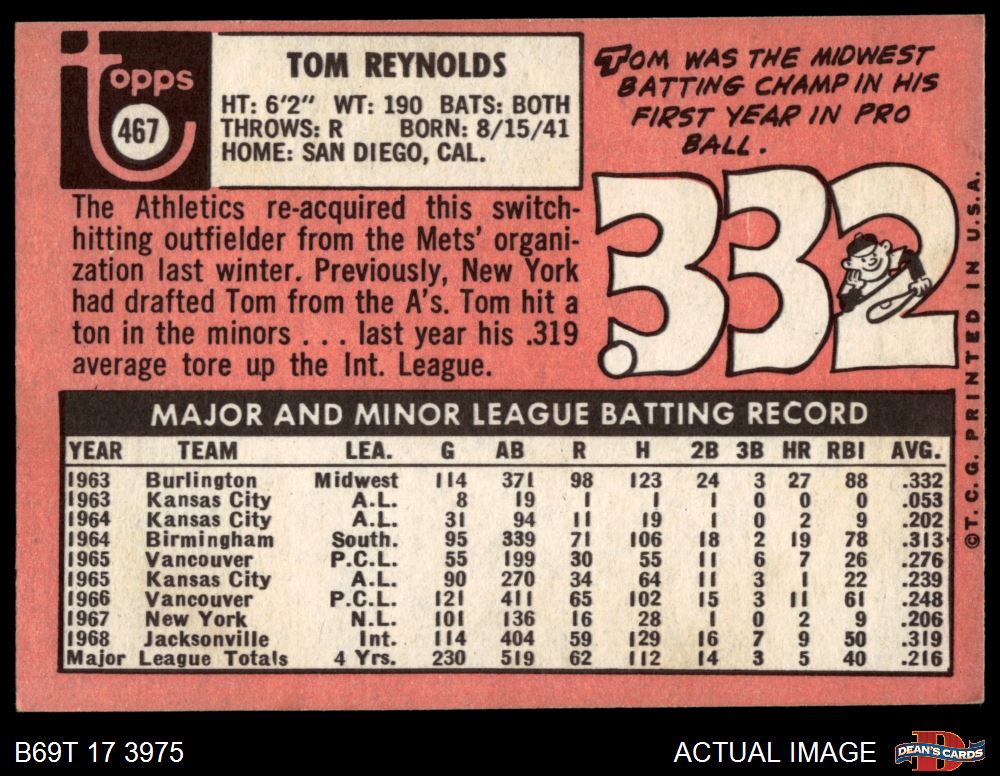 Topps
467
TOM REYNOLDS
HT: 6'2" WT: 190 BATS: BOTH
THROWS: R BORN: 8/15/41
HOME: SAN DIEGO, CAL.
TOM WAS THE MIDWEST
BATTING CHAMP IN HIS
FIRST YEAR IN PRO
BALL.
.332
The Athletics re-acquired this switch-
hitting outfielder from the Mets' organi-
zation last winter. Previously, New York
had drafted Tom from the A's. Tom hit a
ton in the minors . . . last year his .319
average tore up the Int. League.
MAJOR AND MINOR LEAGUE BATTING RECORD
YEAR TEAM LEA. G AB R H 2B 3B HR RBI AVG.
1963 Burlington Midwest 114 371 98 123 24 3 27 88 .332
1963 Kansas City A.L. 8 19 1 1 1 0 0 0 .053
1964 Kansas City A.L. 31 94 11 19 1 0 2 9 .202
1964 Birmingham South. 95 339 71 106 18 2 19 78 .313
1965 Vancouver P.C.L. 55 199 30 55 11 6 7 26 .276
1965 Kansas City A.L. 90 270 34 64 11 3 1 22 .239
1966 Vancouver P.C.L. 121 411 65 102 15 3 11 61 .248
1967 New York N.L. 101 136 16 28 1 0 2 9 .206
1968 Jacksonville Int. 114 404 59 129 16 7 9 50 .319
Major League Totals 4 Yrs. 230 519 62 112 14 3 5 40 .216
©T. C. G. PRINTED IN U.S.A.
B69T 17 3975
ACTUAL IMAGE
DEAN'S CARDS